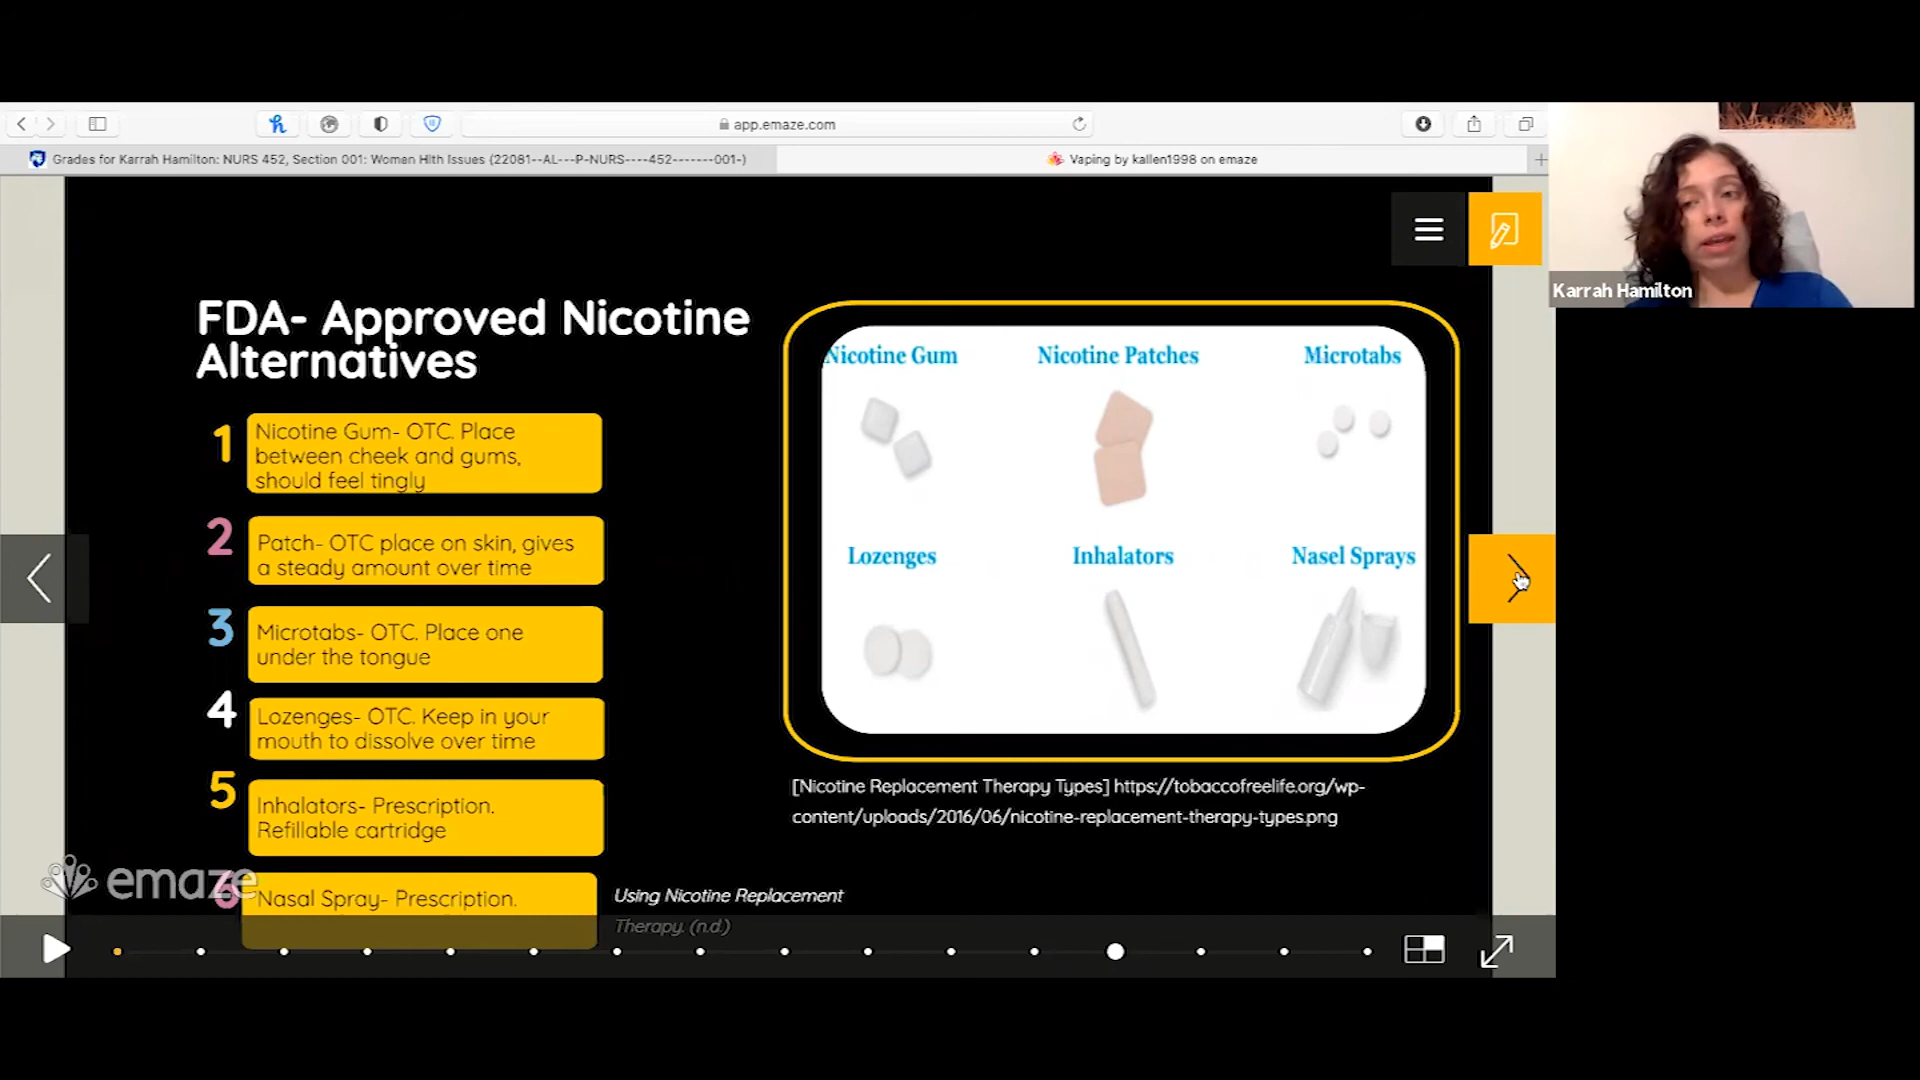 app.emaze.com
Grades for Karrah Hamilton: NURS 452, Section 001: Women Hlth Issues (22081--AL---P-NURS----452-------001-)
Vaping by kallen1998 on emaze
Karrah Hamilton
FDA- Approved Nicotine
Alternatives
1
Nicotine Gum- OTC. Place
between cheek and gums,
should feel tingly
2
Patch- OTC place on skin, gives
a steady amount over time
3
Microtabs- OTC. Place one
under the tongue
4
Lozenges- OTC. Keep in your
mouth to dissolve over time
5
Inhalators- Prescription.
Refillable cartridge
6
Nasal Spray- Prescription.
emaze
Nicotine Gum
Nicotine Patches
Microtabs
Lozenges
Inhalators
Nasel Sprays
[Nicotine Replacement Therapy Types] https://tobaccofreelife.org/wp-
content/uploads/2016/06/nicotine-replacement-therapy-types.png
Using Nicotine Replacement
Therapy. (n.d.)